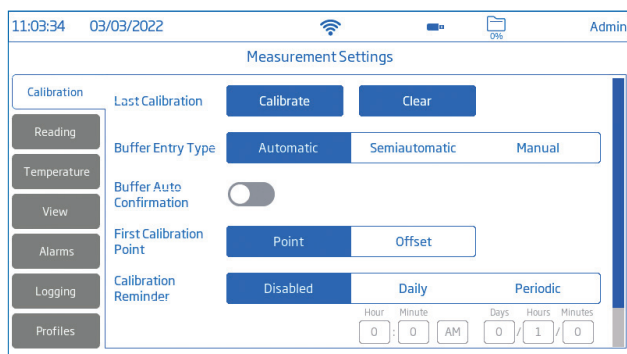 11:03:34 03/03/2022 0% Admin
Measurement Settings
Calibration
Last Calibration Calibrate Clear
Reading
Buffer Entry Type Automatic Semiautomatic Manual
Temperature
Buffer Auto
Confirmation
View
First Calibration
Point Point Offset
Alarms
Calibration
Reminder Disabled Daily Periodic
Logging
Hour Minute Days Hours Minutes
0 : 0 AM 0 / 1 / 0
Profiles